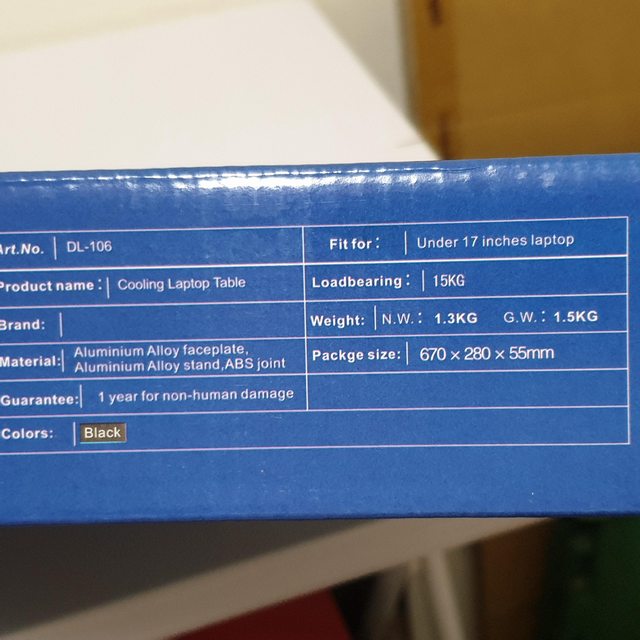 Art.No. DL-106
Fit for: Under 17 inches laptop
Product name: Cooling Laptop Table
Loadbearing: 15KG
Brand:
Weight: N.W.: 1.3KG G.W.: 1.5KG
Material: Aluminium Alloy faceplate,
Aluminium Alloy stand,ABS joint
Packge size: 670 × 280 × 55mm
Guarantee: 1 year for non-human damage
Colors: Black